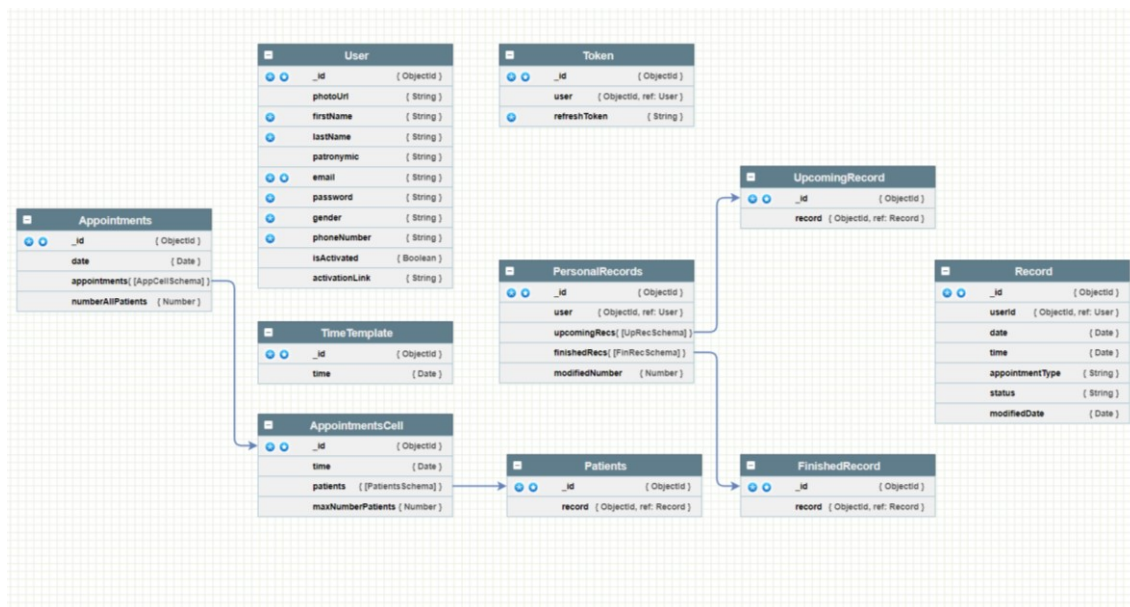 User
_id { ObjectId }
photoUrl { String }
firstName { String }
lastName { String }
patronymic { String }
email { String }
password { String }
gender { String }
phoneNumber { String }
isActivated { Boolean }
activationLink { String }
Token
_id { ObjectId }
user { ObjectId, ref: User }
refreshToken { String }
UpcomingRecord
_id { ObjectId }
record { ObjectId, ref: Record }
Appointments
_id { ObjectId }
date { Date }
appointments{ [AppCellSchema] }
numberAllPatients { Number }
PersonalRecords
_id { ObjectId }
user { ObjectId, ref: User }
upcomingRecs{ [UpRecSchema] }
finishedRecs{ [FinRecSchema] }
modifiedNumber { Number }
Record
_id { ObjectId }
userId { ObjectId, ref: User }
date { Date }
time { Date }
appointmentType { String }
status { String }
modifiedDate { Date }
TimeTemplate
_id { ObjectId }
time { Date }
AppointmentsCell
_id { ObjectId }
time { Date }
patients { [PatientsSchema] }
maxNumberPatients { Number }
Patients
_id { ObjectId }
record { ObjectId, ref: Record }
FinishedRecord
_id { ObjectId }
record { ObjectId, ref: Record }